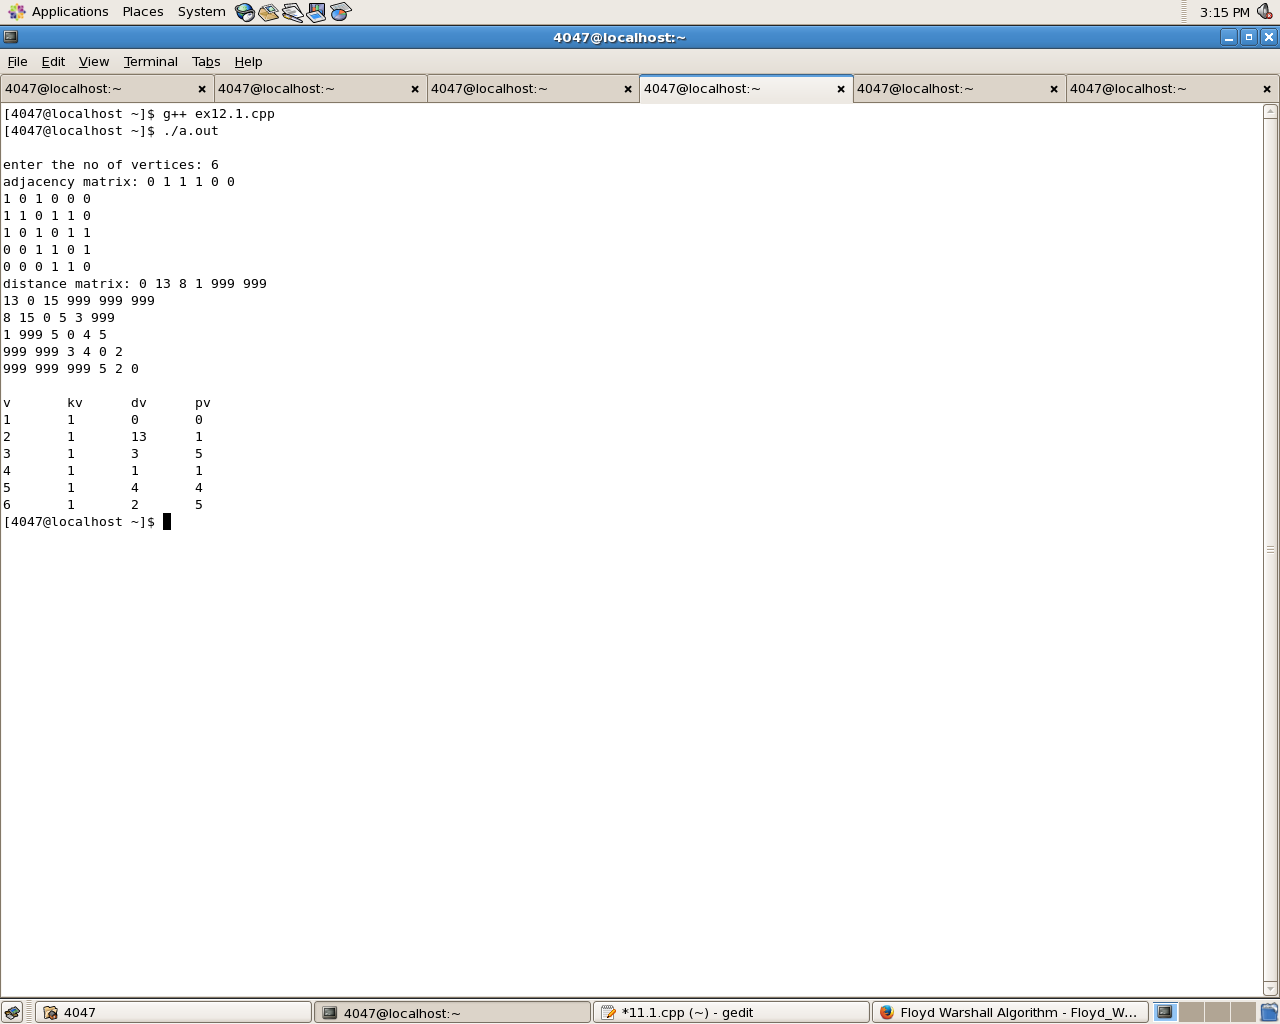 Applications Places System 3:15 PM
4047@localhost:~
File Edit View Terminal Tabs Help
4047@localhost:~ 4047@localhost:~ 4047@localhost:~ 4047@localhost:~ 4047@localhost:~ 4047@localhost:~
[4047@localhost ~]$ g++ ex12.1.cpp
[4047@localhost ~]$ ./a.out
enter the no of vertices: 6
adjacency matrix: 0 1 1 1 0 0
1 0 1 0 0 0
1 1 0 1 1 0
1 0 1 0 1 1
0 0 1 1 0 1
0 0 0 1 1 0
distance matrix: 0 13 8 1 999 999
13 0 15 999 999 999
8 15 0 5 3 999
1 999 5 0 4 5
999 999 3 4 0 2
999 999 999 5 2 0
v kv dv pv
1 1 0 0
2 1 13 1
3 1 3 5
4 1 1 1
5 1 4 4
6 1 2 5
[4047@localhost ~]$
4047 4047@localhost:~ *11.1.cpp (~) - gedit Floyd Warshall Algorithm - Floyd_W...